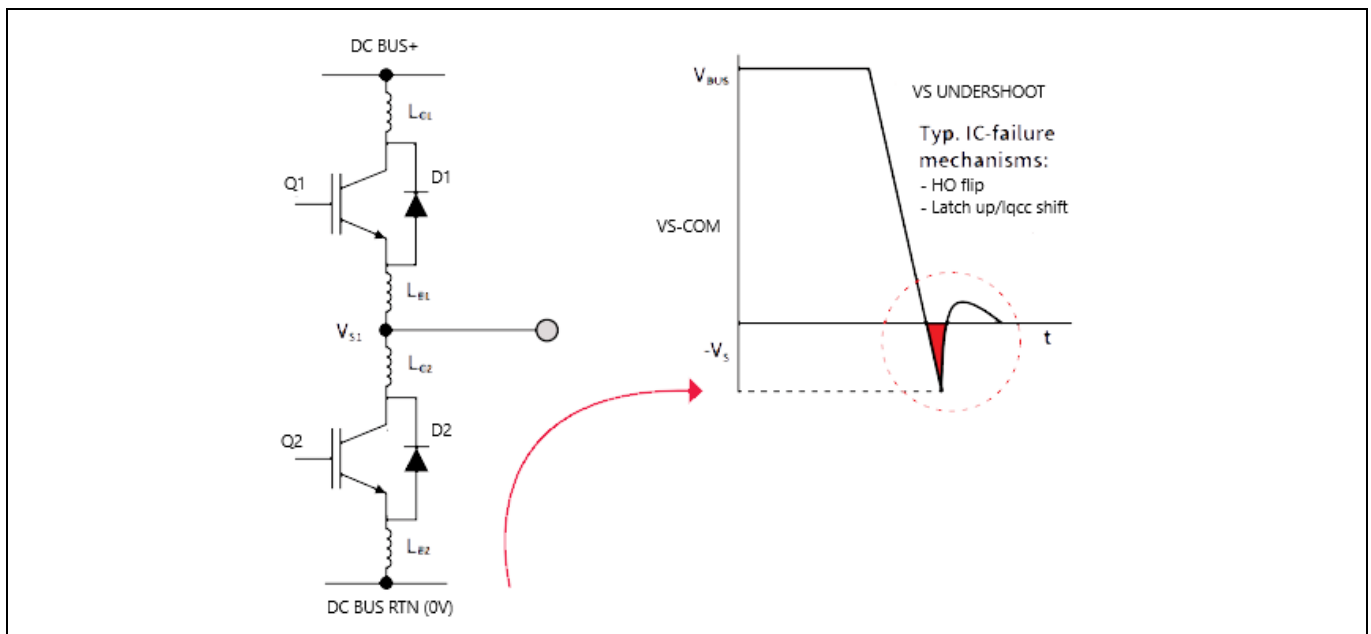 DC BUS+
LC1
Q1
D1
LE1
VS1
LC2
Q2
D2
LE2
DC BUS RTN (0V)
VBUS
VS UNDERSHOOT
Typ. IC-failure
mechanisms:
- HO flip
- Latch up/Iqcc shift
VS-COM
t
-VS